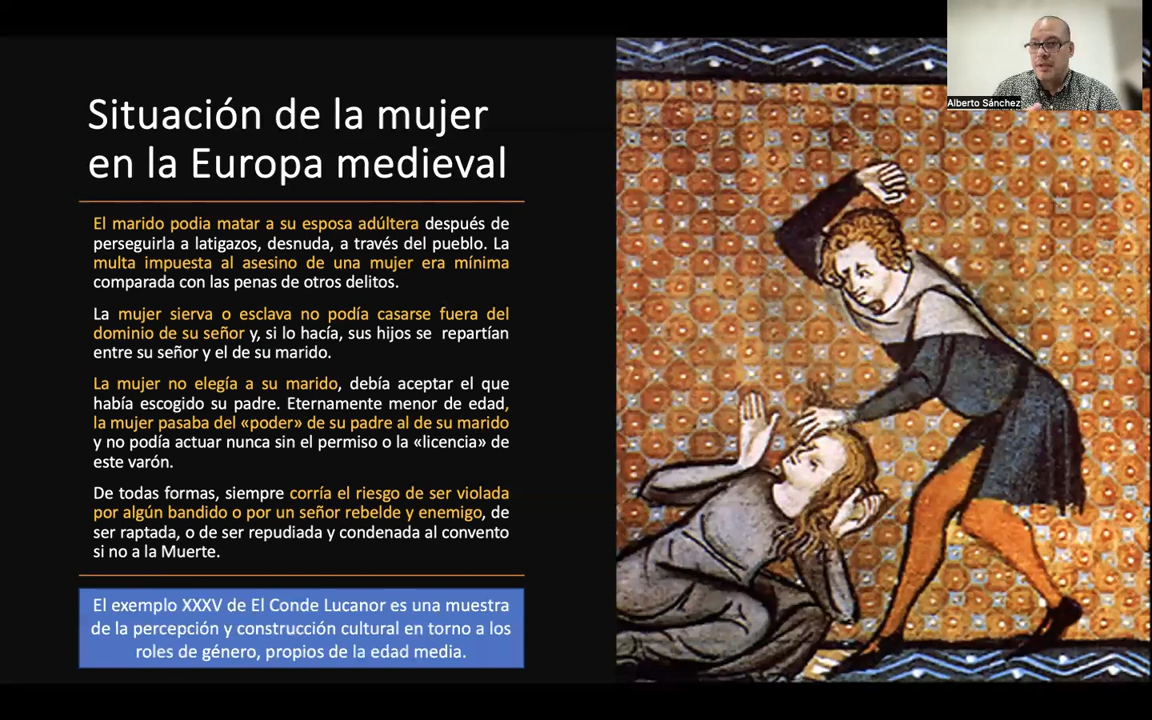 Situación de la mujer
en la Europa medieval
El marido podia matar a su esposa adúltera después de
perseguirla a latigazos, desnuda, a través del pueblo. La
multa impuesta al asesino de una mujer era mínima
comparada con las penas de otros delitos.
La mujer sierva o esclava no podía casarse fuera del
dominio de su señor y, si lo hacía, sus hijos se repartían
entre su señor y el de su marido.
La mujer no elegía a su marido, debía aceptar el que
había escogido su padre. Eternamente menor de edad,
la mujer pasaba del «poder» de su padre al de su marido
y no podía actuar nunca sin el permiso o la «licencia» de
este varón.
De todas formas, siempre corría el riesgo de ser violada
por algún bandido o por un señor rebelde y enemigo, de
ser raptada, o de ser repudiada y condenada al convento
si no a la Muerte.
El exemplo XXXV de El Conde Lucanor es una muestra
de la percepción y construcción cultural en torno a los
roles de género, propios de la edad media.
Alberto Sánchez